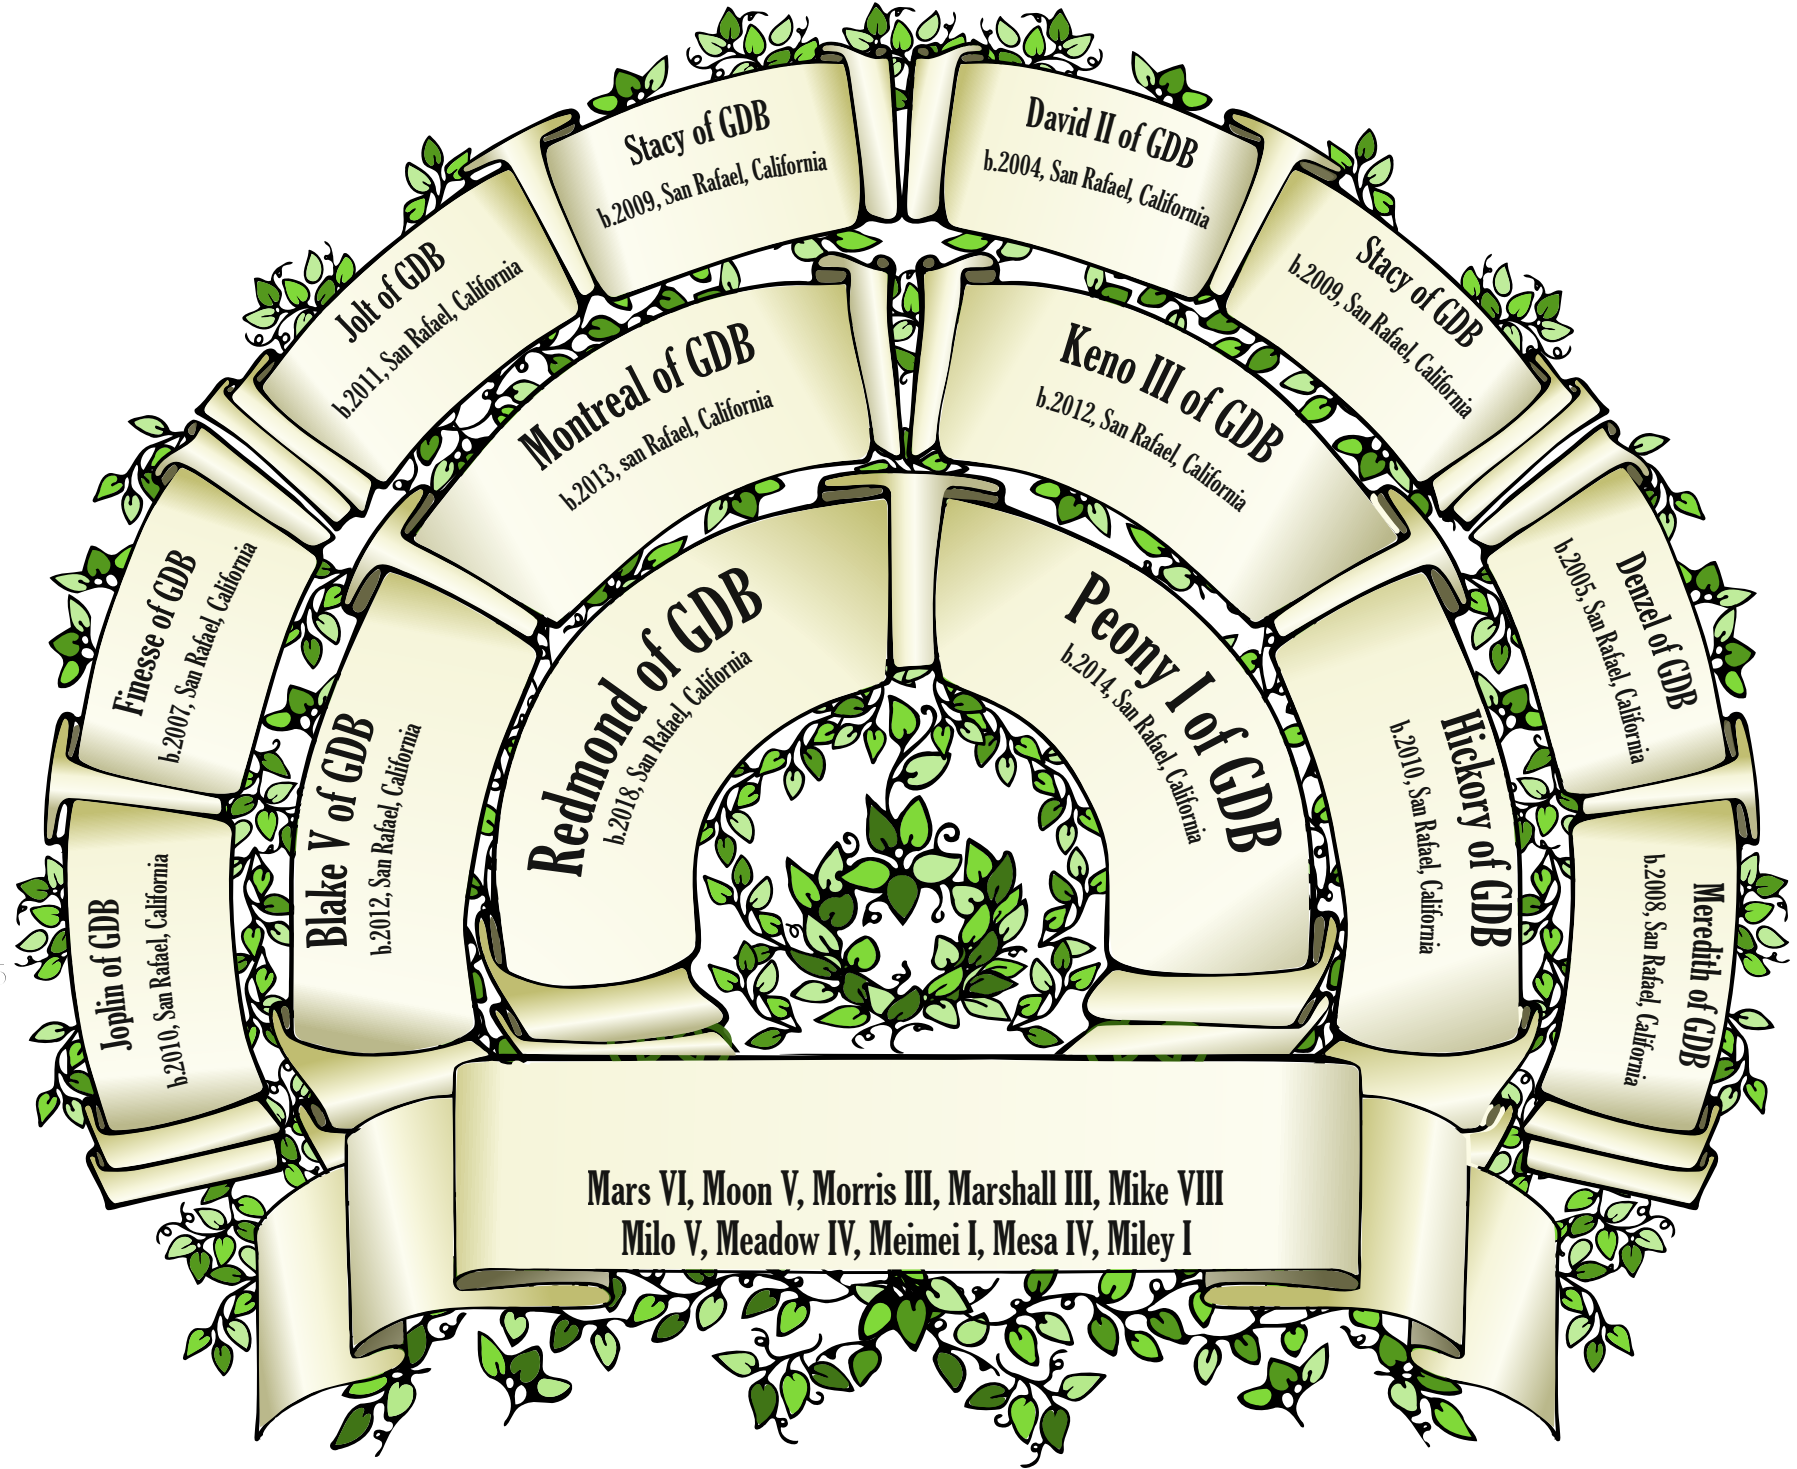 Stacy of GDB
b.2009, San Rafael, California
David II of GDB
b.2004, San Rafael, California
Jolt of GDB
b.2011, San Rafael, California
Stacy of GDB
b.2009, San Rafael, California
Montreal of GDB
b.2013, san Rafael, California
Keno III of GDB
b.2012, San Rafael, California
Finesse of GDB
b.2007, San Rafael, California
Denzel of GDB
b.2005, San Rafael, California
Redmond of GDB
b.2018, San Rafael, California
Peony I of GDB
b.2014, San Rafael, California
Blake V of GDB
b.2012, San Rafael, California
Hickory of GDB
b.2010, San Rafael, California
Joplin of GDB
b.2010, San Rafael, California
Meredith of GDB
b.2008, San Rafael, California
Mars VI, Moon V, Morris III, Marshall III, Mike VIII
Milo V, Meadow IV, Meimei I, Mesa IV, Miley I